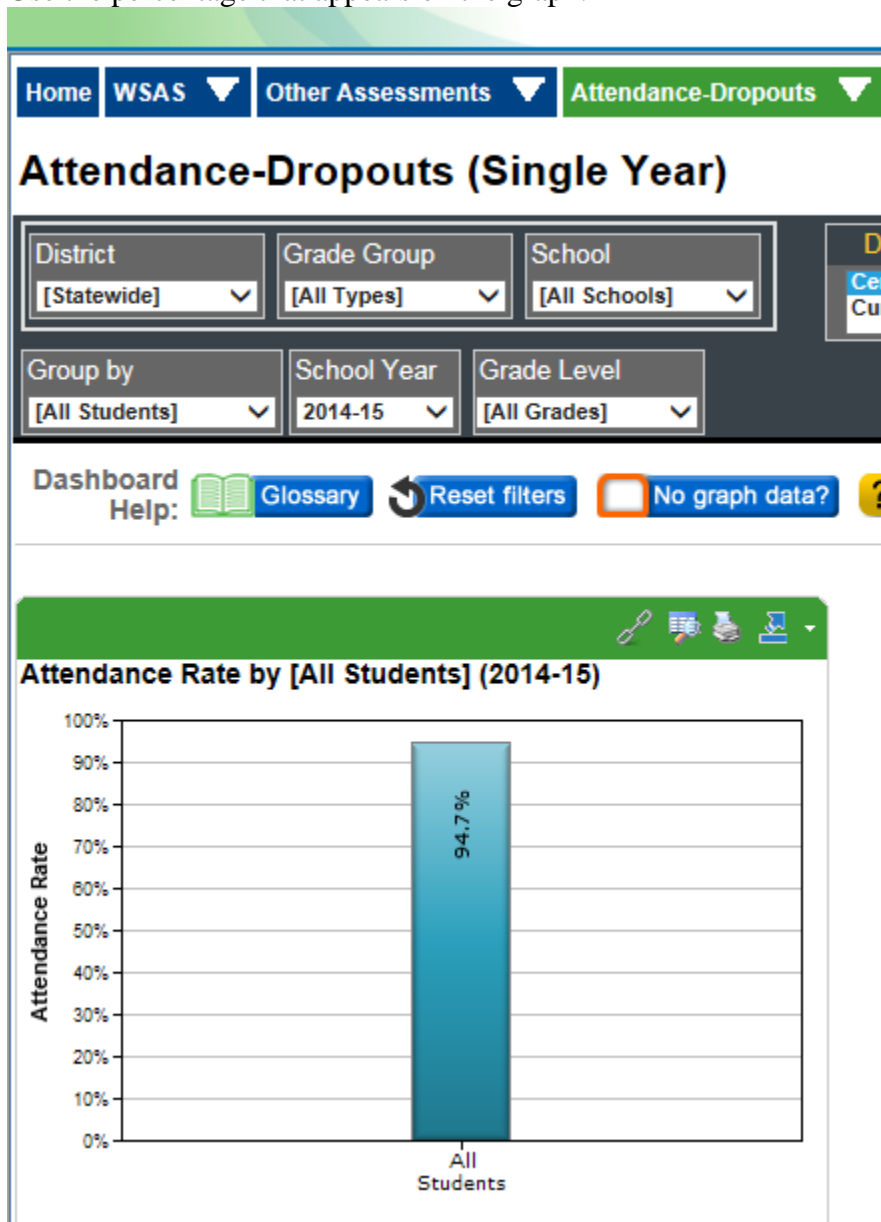 Home WSAS Other Assessments Attendance-Dropouts
Attendance-Dropouts (Single Year)
District Grade Group School
[Statewide] [All Types] [All Schools]
Group by School Year Grade Level
[All Students] 2014-15 [All Grades]
Dashboard
Help: Glossary Reset filters No graph data? ?
Attendance Rate by [All Students] (2014-15)
Attendance Rate
100%
90%
80%
70%
60%
50%
40%
30%
20%
10%
0%
94.7%
All
Students